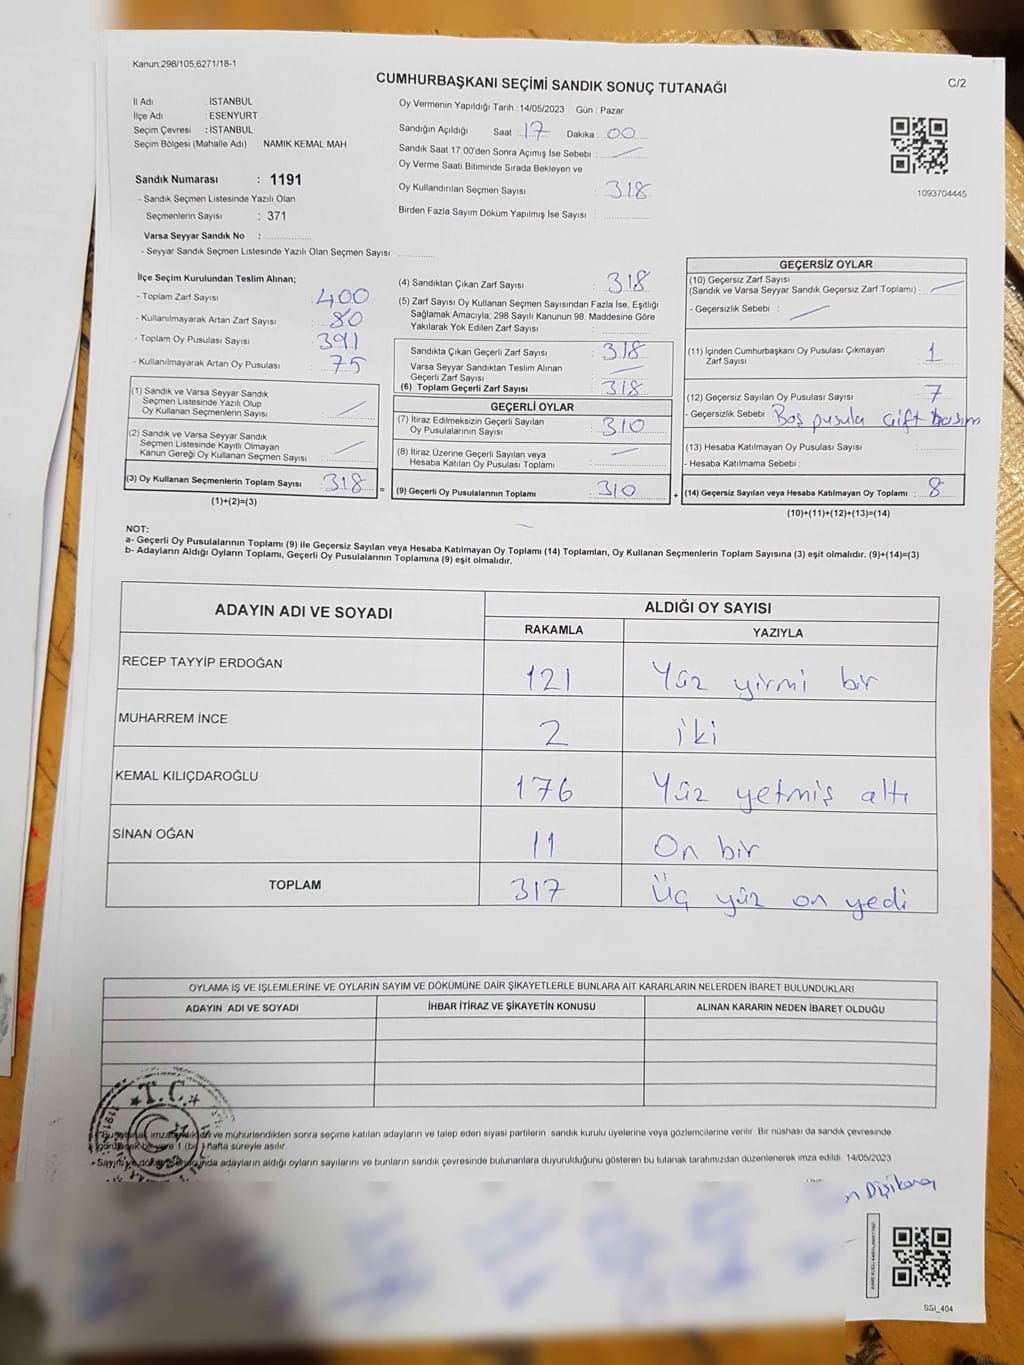 Kanun,298/105,6271/18-1
CUMHURBAŞKANI SEÇİMİ SANDIK SONUÇ TUTANAĞI
C/2
İl Adı : İSTANBUL
İlçe Adı : ESENYURT
Seçim Çevresi : İSTANBUL
Seçim Bölgesi (Mahalle Adı) : NAMIK KEMAL MAH
Sandık Numarası : 1191
- Sandık Seçmen Listesinde Yazılı Olan
Seçmenlerin Sayısı : 371
Varsa Seyyar Sandık No :
- Seyyar Sandık Seçmen Listesinde Yazılı Olan Seçmen Sayısı:
Oy Vermenin Yapıldığı Tarih : 14/05/2023 Gün : Pazar
Sandığın Açıldığı Saat : 17 Dakika : 00
Sandık Saat 17:00'den Sonra Açımış İse Sebebi :
Oy Verme Saati Bitiminde Sırada Bekleyen ve
Oy Kullandırılan Seçmen Sayısı : 318
Birden Fazla Sayım Döküm Yapılmış İse Sayısı :
1093704445
İlçe Seçim Kurulundan Teslim Alınan;
- Toplam Zarf Sayısı : 400
- Kullanılmayarak Artan Zarf Sayısı : 80
- Toplam Oy Pusulası Sayısı : 391
- Kullanılmayarak Artan Oy Pusulası : 75
(1) Sandık ve Varsa Seyyar Sandık
Seçmen Listesinde Yazılı Olup
Oy Kullanan Seçmenlerin Sayısı :
(2) Sandık ve Varsa Seyyar Sandık
Seçmen Listesinde Kayıtlı Olmayan
Kanun Gereği Oy Kullanan Seçmen Sayısı :
(3) Oy Kullanan Seçmenlerin Toplam Sayısı : 318 =
(1)+(2)=(3)
(4) Sandıktan Çıkan Zarf Sayısı : 318
(5) Zarf Sayısı Oy Kullanan Seçmen Sayısından Fazla İse, Eşitliği
Sağlamak Amacıyla, 298 Sayılı Kanunun 98. Maddesine Göre
Yakılarak Yok Edilen Zarf Sayısı :
Sandıkta Çıkan Geçerli Zarf Sayısı : 318
Varsa Seyyar Sandıktan Teslim Alınan
Geçerli Zarf Sayısı :
(6) Toplam Geçerli Zarf Sayısı : 318
GEÇERLİ OYLAR
(7) İtiraz Edilmeksizin Geçerli Sayılan
Oy Pusulalarının Sayısı : 310
(8) İtiraz Üzerine Geçerli Sayılan veya
Hesaba Katılan Oy Pusulası Toplamı :
(9) Geçerli Oy Pusulalarının Toplamı : 310 +
GEÇERSİZ OYLAR
(10) Geçersiz Zarf Sayısı
(Sandık ve Varsa Seyyar Sandık Geçersiz Zarf Toplamı) :
- Geçersizlik Sebebi :
(11) İçinden Cumhurbaşkanı Oy Pusulası Çıkmayan
Zarf Sayısı : 1
(12) Geçersiz Sayılan Oy Pusulası Sayısı : 7
- Geçersizlik Sebebi : Boş pusula çift basım
(13) Hesaba Katılmayan Oy Pusulası Sayısı :
- Hesaba Katılmama Sebebi :
(14) Geçersiz Sayılan veya Hesaba Katılmayan Oy Toplamı : 8
(10)+(11)+(12)+(13)=(14)
NOT:
a- Geçerli Oy Pusulalarının Toplamı (9) ile Geçersiz Sayılan veya Hesaba Katılmayan Oy Toplamı (14) Toplamları, Oy Kullanan Seçmenlerin Toplam Sayısına (3) eşit olmalıdır. (9)+(14)=(3)
b- Adayların Aldığı Oyların Toplamı, Geçerli Oy Pusulalarının Toplamına (9) eşit olmalıdır.
ADAYIN ADI VE SOYADI ALDIĞI OY SAYISI
RAKAMLA YAZIYLA
RECEP TAYYİP ERDOĞAN 121 Yüz yirmi bir
MUHARREM İNCE 2 iki
KEMAL KILIÇDAROĞLU 176 Yüz yetmiş altı
SİNAN OĞAN 11 On bir
TOPLAM 317 Üç yüz on yedi
OYLAMA İŞ VE İŞLEMLERİNE VE OYLARIN SAYIM VE DÖKÜMÜNE DAİR ŞİKAYETLERLE BUNLARA AİT KARARLARIN NELERDEN İBARET BULUNDUKLARI
ADAYIN ADI VE SOYADI İHBAR İTİRAZ VE ŞİKAYETİN KONUSU ALINAN KARARIN NEDEN İBARET OLDUĞU
T.C.
ve mühürlendikten sonra seçime katılan adayların ve talep eden siyasi partilerin sandık kurulu üyelerine veya gözlemcilerine verilir. Bir nüshası da sandık çevresinde
hafta süreyle asılır.
adayların aldığı oyların sayılarını ve bunların sandık çevresinde bulunanlara duyurulduğunu gösteren bu tutanak tarafımızdan düzenlenerek imza edildi. 14/05/2023
SSI_404